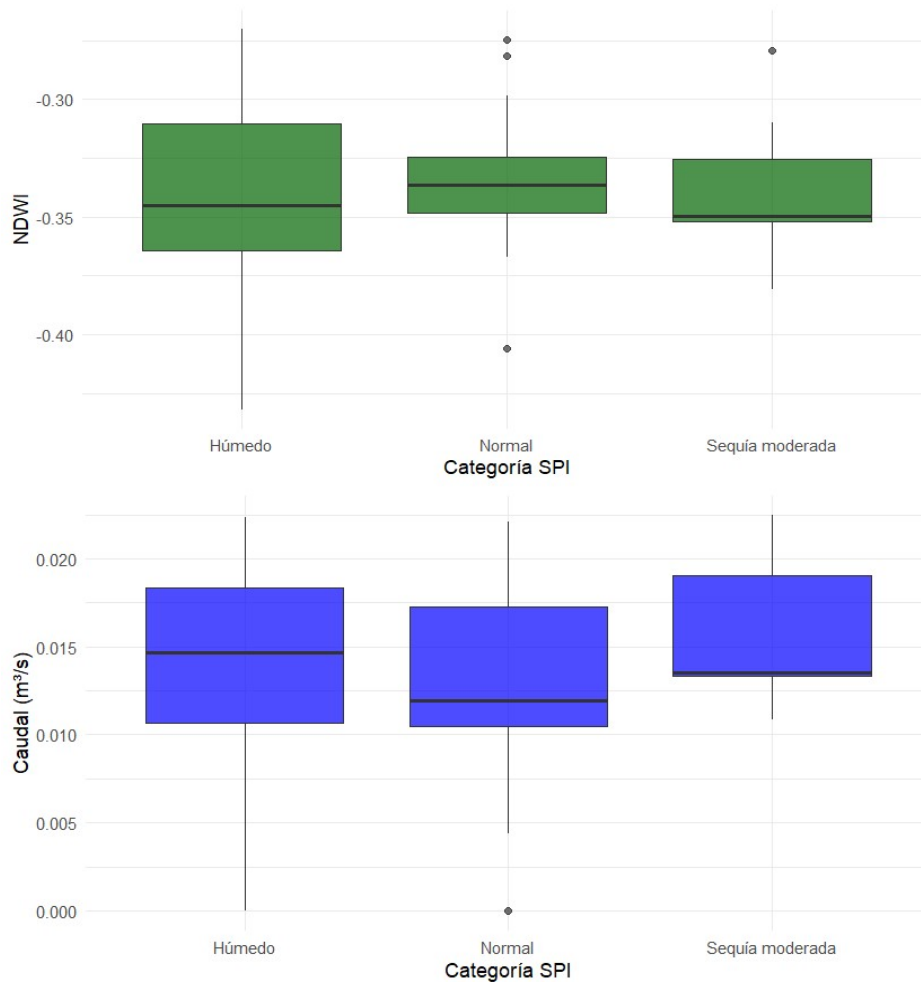 -0.30
-0.35
-0.40
NDWI
Húmedo
Normal
Sequía moderada
Categoría SPI
0.020
0.015
0.010
0.005
0.000
Caudal (m³/s)
Húmedo
Normal
Sequía moderada
Categoría SPI